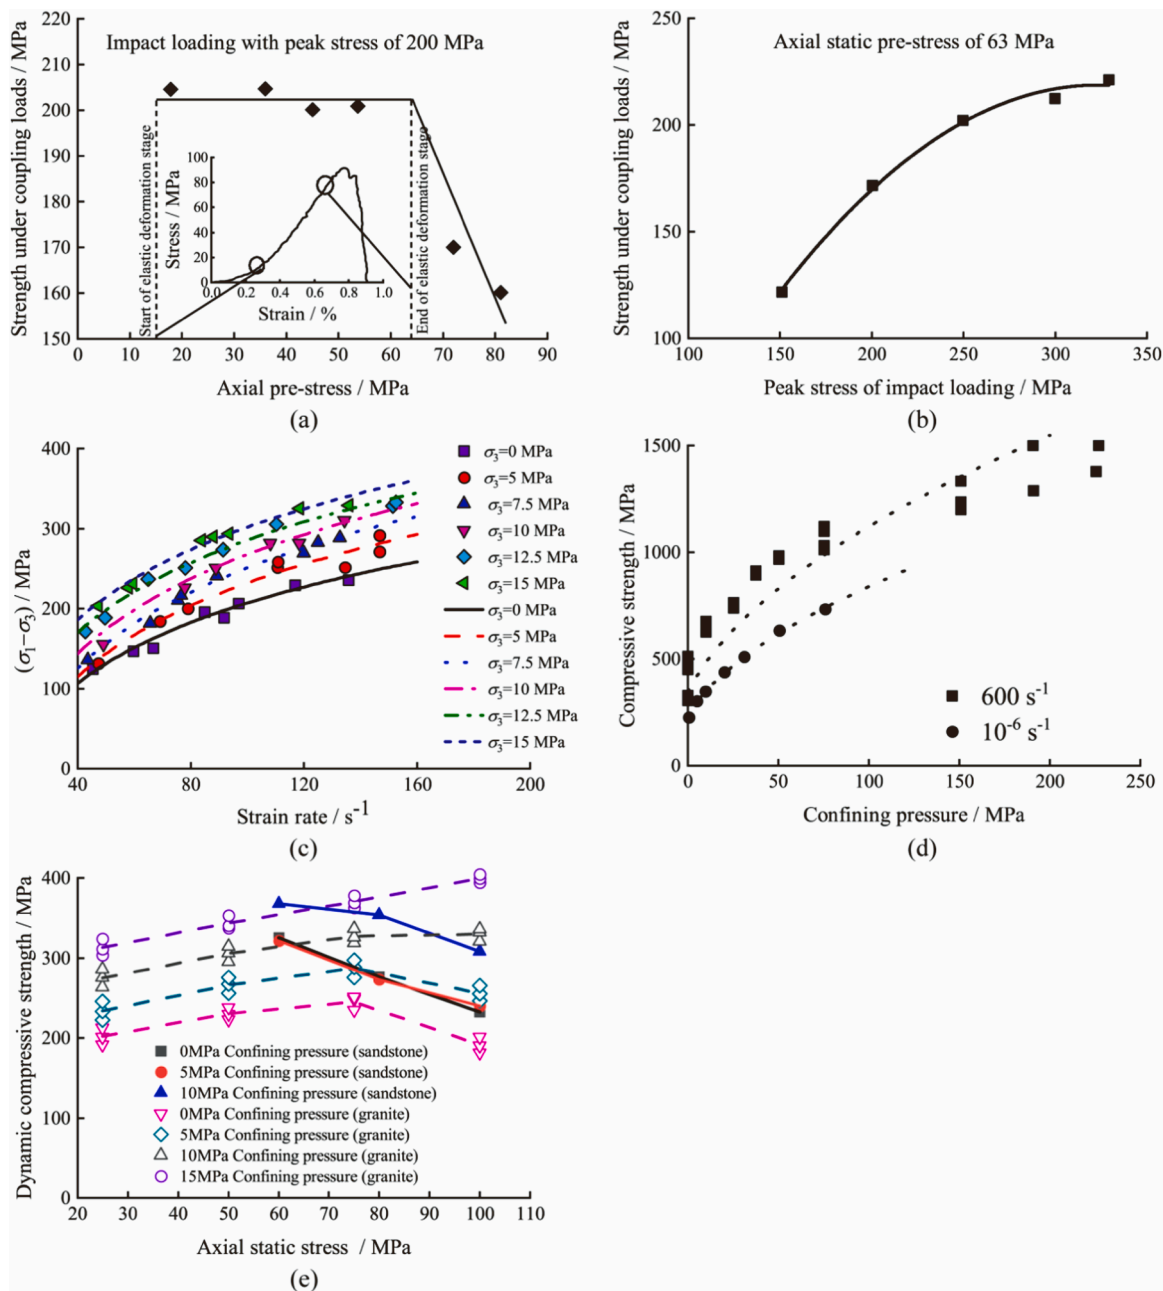 220
210
200
190
180
170
160
150
Strength under coupling loads / MPa
Impact loading with peak stress of 200 MPa
Start of elastic deformation stage
End of elastic deformation stage
100
80
60
40
20
0
Stress / MPa
0.0 0.2 0.4 0.6 0.8 1.0
Strain / %
0 10 20 30 40 50 60 70 80 90
Axial pre-stress / MPa
(a)
250
200
150
100
Strength under coupling loads / MPa
Axial static pre-stress of 63 MPa
100 150 200 250 300 350
Peak stress of impact loading / MPa
(b)
400
300
200
100
0
(σ₁−σ₃) / MPa
σ₃=0 MPa
σ₃=5 MPa
σ₃=7.5 MPa
σ₃=10 MPa
σ₃=12.5 MPa
σ₃=15 MPa
σ₃=0 MPa
σ₃=5 MPa
σ₃=7.5 MPa
σ₃=10 MPa
σ₃=12.5 MPa
σ₃=15 MPa
40 80 120 160 200
Strain rate / s⁻¹
(c)
1500
1000
500
0
Compressive strength / MPa
600 s⁻¹
10⁻⁶ s⁻¹
0 50 100 150 200 250
Confining pressure / MPa
(d)
400
300
200
100
0
Dynamic compressive strength / MPa
0MPa Confining pressure (sandstone)
5MPa Confining pressure (sandstone)
10MPa Confining pressure (sandstone)
0MPa Confining pressure (granite)
5MPa Confining pressure (granite)
10MPa Confining pressure (granite)
15MPa Confining pressure (granite)
20 30 40 50 60 70 80 90 100 110
Axial static stress / MPa
(e)